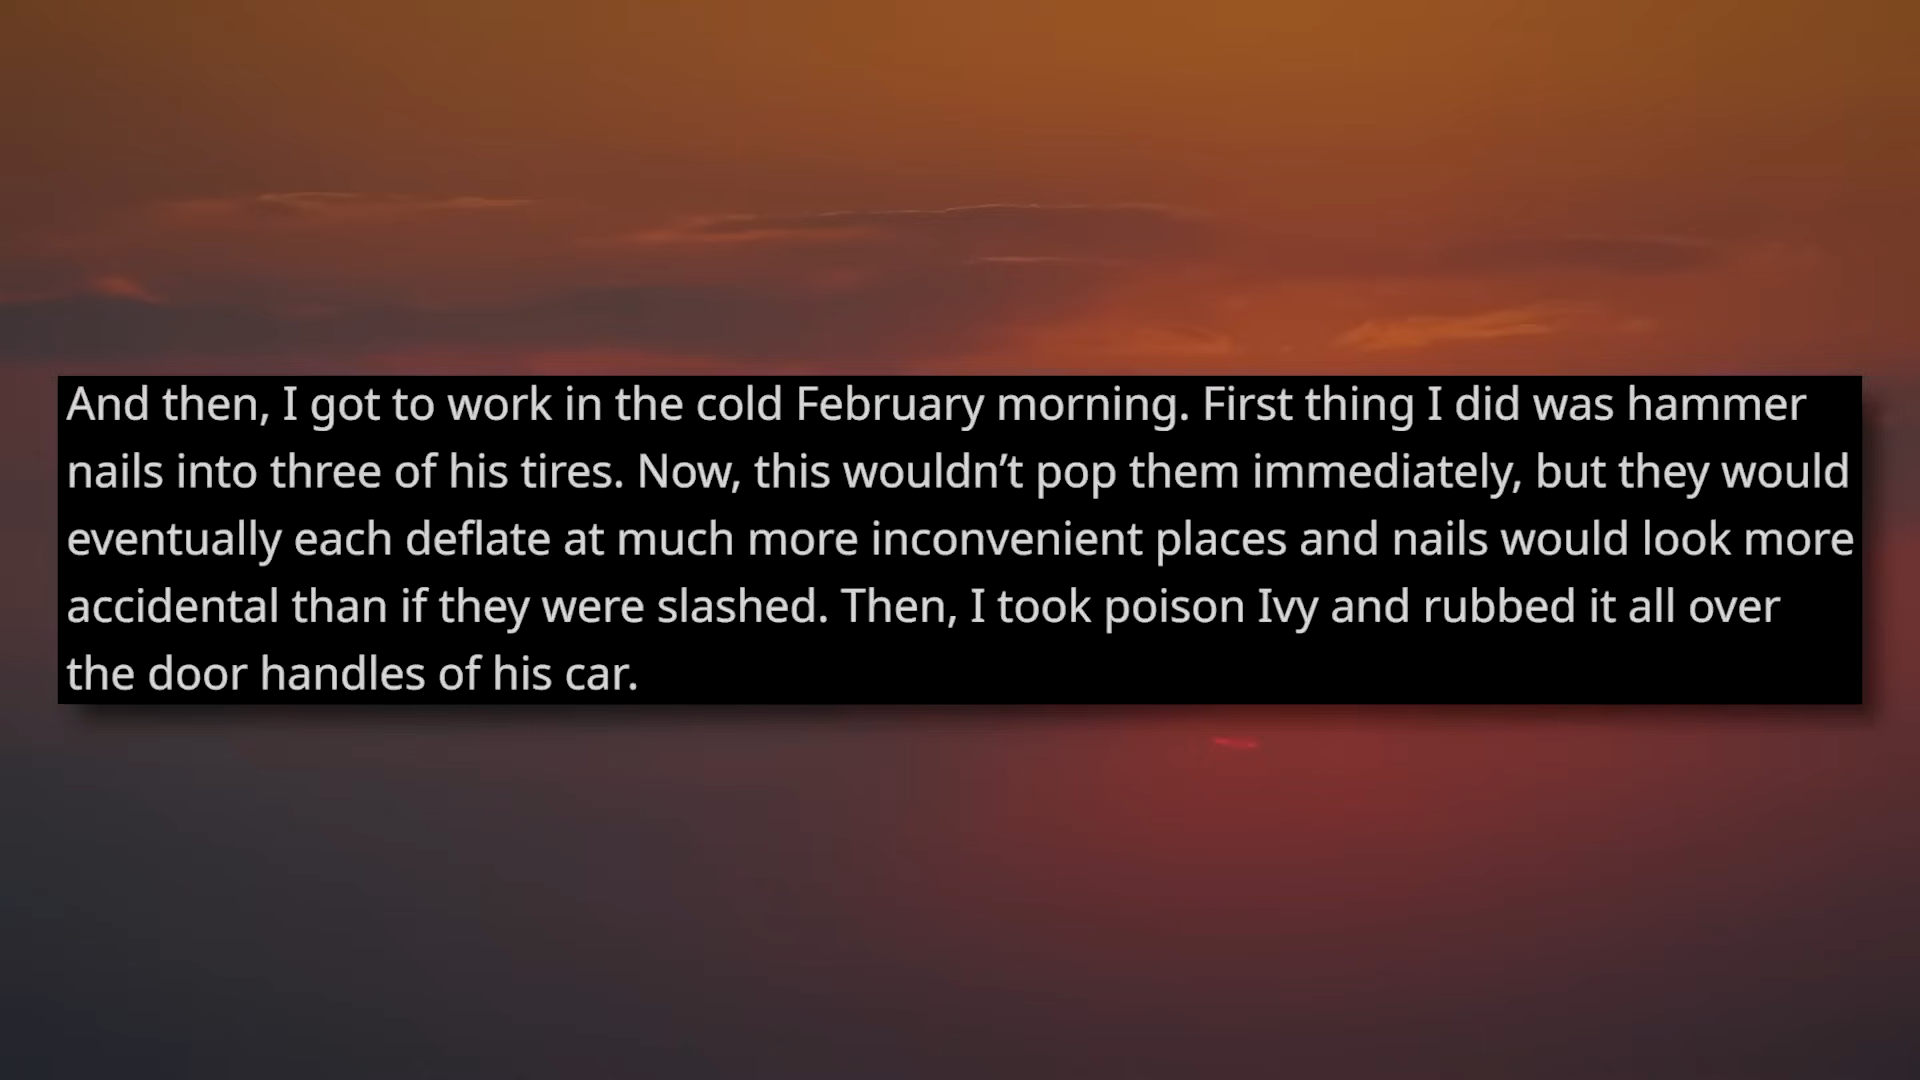 And then, I got to work in the cold February morning. First thing I did was hammer
nails into three of his tires. Now, this wouldn’t pop them immediately, but they would
eventually each deflate at much more inconvenient places and nails would look more
accidental than if they were slashed. Then, I took poison Ivy and rubbed it all over
the door handles of his car.